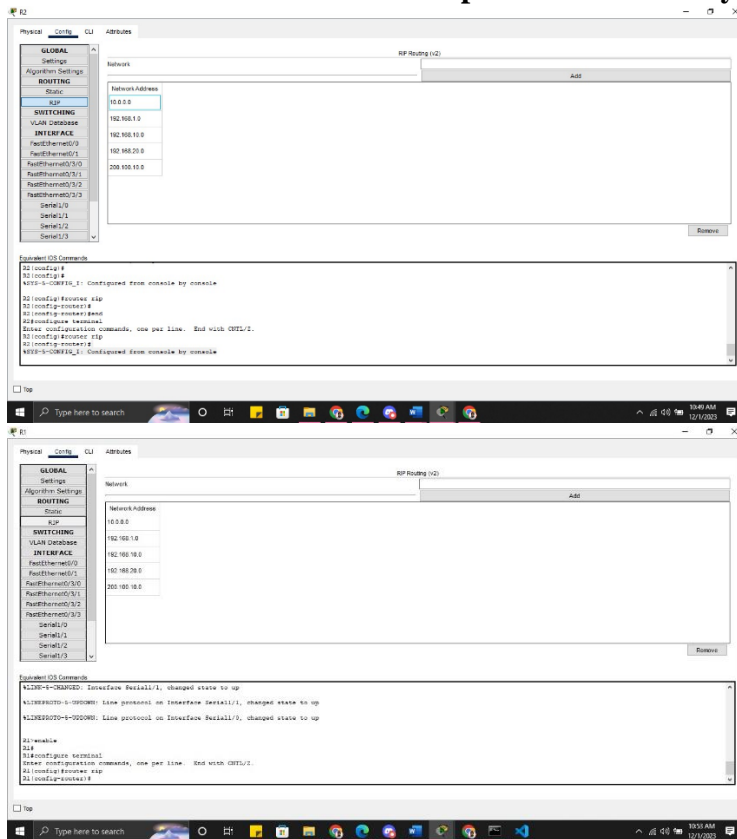 R2
Physical Config CLI Attributes
GLOBAL
Settings
Algorithm Settings
ROUTING
Static
RIP
SWITCHING
VLAN Database
INTERFACE
FastEthernet0/0
FastEthernet0/1
FastEthernet0/3/0
FastEthernet0/3/1
FastEthernet0/3/2
FastEthernet0/3/3
Serial1/0
Serial1/1
Serial1/2
Serial1/3
RIP Routing (v2)
Network
Add
Network Address
10.0.0.0
192.168.1.0
192.168.10.0
192.168.20.0
200.100.10.0
Remove
Equivalent IOS Commands
R2(config)#
R2(config)#
%SYS-5-CONFIG_I: Configured from console by console
R2(config)#router rip
R2(config-router)#
R2(config-router)#end
R2#configure terminal
Enter configuration commands, one per line. End with CNTL/Z.
R2(config)#router rip
R2(config-router)#
%SYS-5-CONFIG_I: Configured from console by console
Top
Type here to search
10:49 AM
12/1/2023
R1
Physical Config CLI Attributes
GLOBAL
Settings
Algorithm Settings
ROUTING
Static
RIP
SWITCHING
VLAN Database
INTERFACE
FastEthernet0/0
FastEthernet0/1
FastEthernet0/3/0
FastEthernet0/3/1
FastEthernet0/3/2
FastEthernet0/3/3
Serial1/0
Serial1/1
Serial1/2
Serial1/3
RIP Routing (v2)
Network
Add
Network Address
10.0.0.0
192.168.1.0
192.168.10.0
192.168.20.0
200.100.10.0
Remove
Equivalent IOS Commands
%LINK-5-CHANGED: Interface Serial1/1, changed state to up
%LINEPROTO-5-UPDOWN: Line protocol on Interface Serial1/1, changed state to up
%LINEPROTO-5-UPDOWN: Line protocol on Interface Serial1/0, changed state to up
R1>enable
R1#
R1#configure terminal
Enter configuration commands, one per line. End with CNTL/Z.
R1(config)#router rip
R1(config-router)#
Top
Type here to search
10:53 AM
12/1/2023